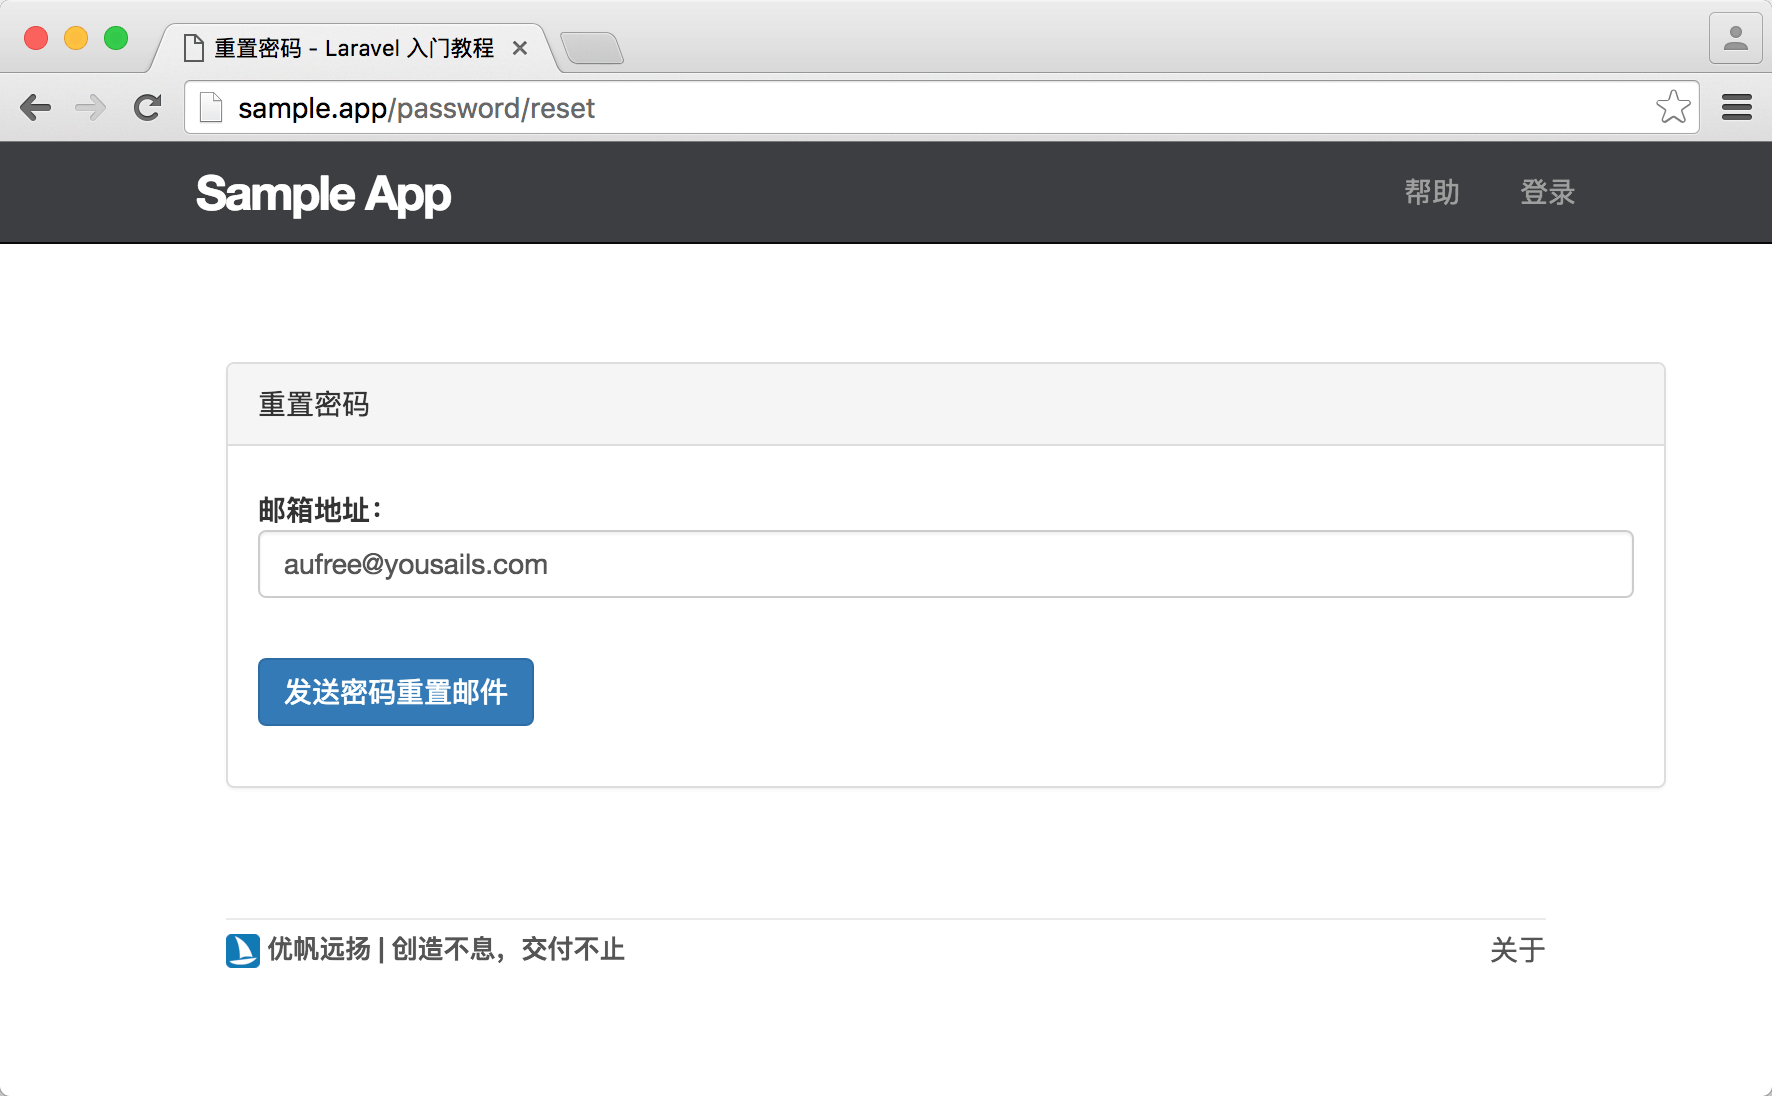 重置密码 - Laravel 入门教程
sample.app/password/reset
Sample App
帮助
登录
重置密码
邮箱地址：
aufree@yousails.com
发送密码重置邮件
优帆远扬 | 创造不息，交付不止
关于